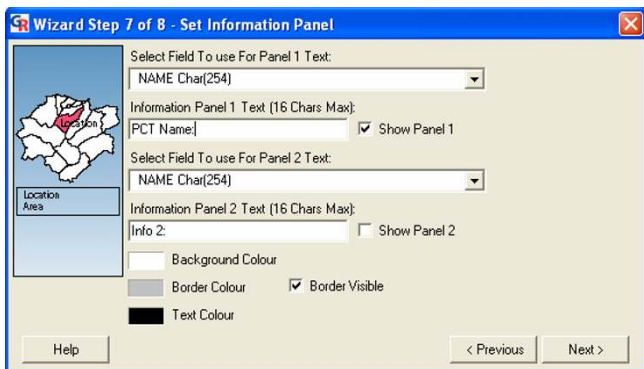 GR Wizard Step 7 of 8 - Set Information Panel
Select Field To use For Panel 1 Text:
NAME Char(254)
Information Panel 1 Text (16 Chars Max):
PCT Name:
Show Panel 1
Select Field To use For Panel 2 Text:
NAME Char(254)
Information Panel 2 Text (16 Chars Max):
Info 2:
Show Panel 2
Location
Location
Area
Background Colour
Border Colour
Border Visible
Text Colour
Help
< Previous
Next >